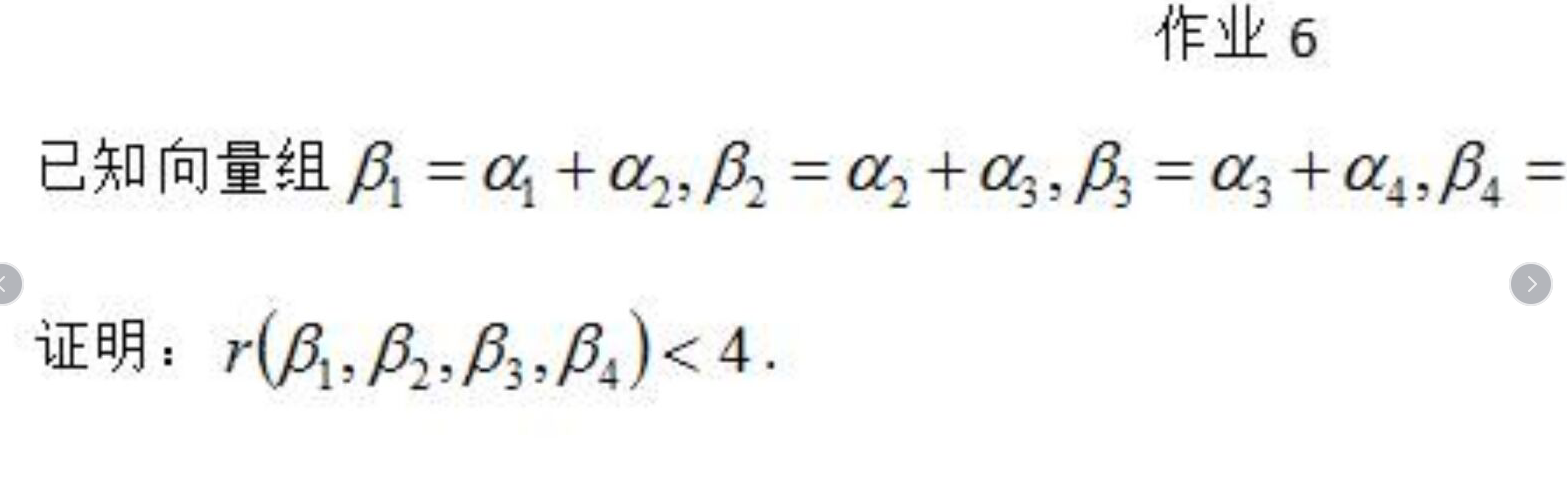 作业 6
已知向量组 β₁ = α₁ + α₂, β₂ = α₂ + α₃, β₃ = α₃ + α₄, β₄ =
证明： r(β₁, β₂, β₃, β₄) < 4 .